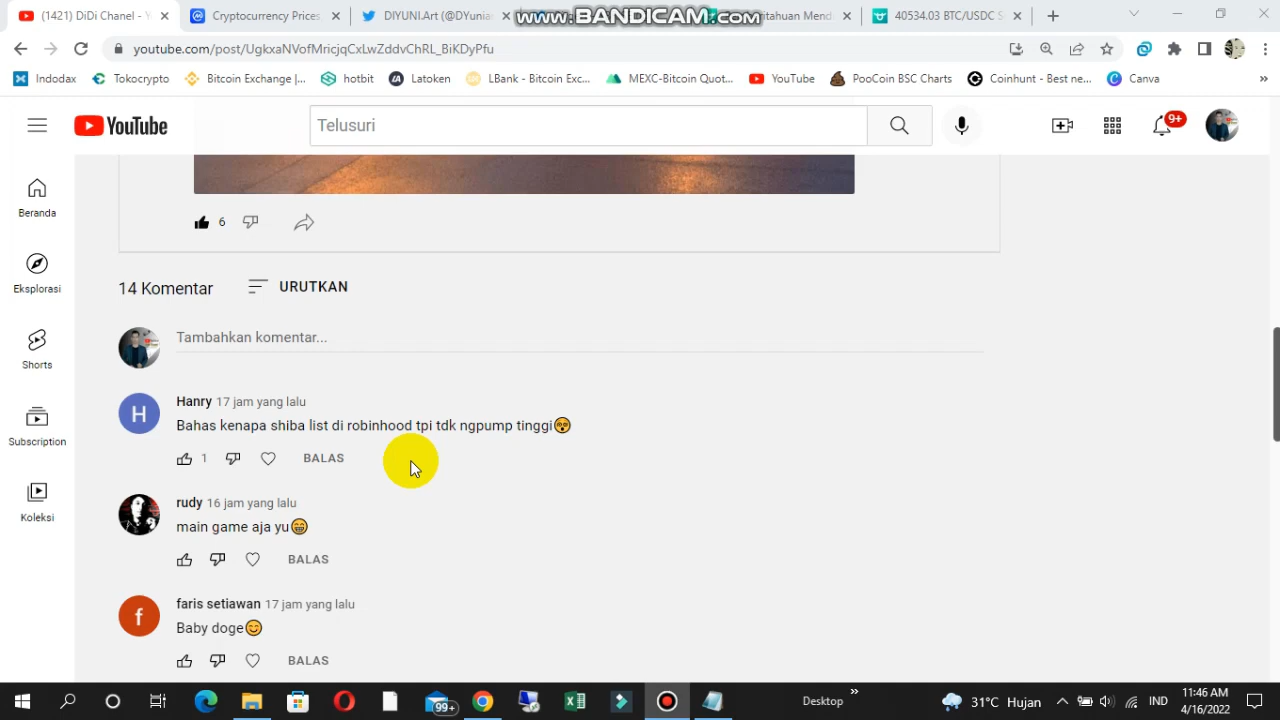 (1421) DiDi Chanel - Y
Cryptocurrency Prices,
DIYUNI.Art (@DYunia
www.BANDICAM.com
itahuan Mend
40534.03 BTC/USDC S
youtube.com/post/UgkxaNVofMricjqCxLwZddvChRL_BiKDyPfu
Indodax
Tokocrypto
Bitcoin Exchange |...
hotbit
Latoken
LBank - Bitcoin Exc...
MEXC-Bitcoin Quot...
YouTube
PooCoin BSC Charts
Coinhunt - Best ne...
Canva
»
YouTube
Telusuri
9+
Beranda
Eksplorasi
Shorts
Subscription
Koleksi
6
14 Komentar
URUTKAN
Tambahkan komentar...
H
Hanry 17 jam yang lalu
Bahas kenapa shiba list di robinhood tpi tdk ngpump tinggi😵
1
BALAS
rudy 16 jam yang lalu
main game aja yu😁
BALAS
f
faris setiawan 17 jam yang lalu
Baby doge😊
BALAS
99+
Desktop
»
31°C Hujan
IND
11:46 AM
4/16/2022